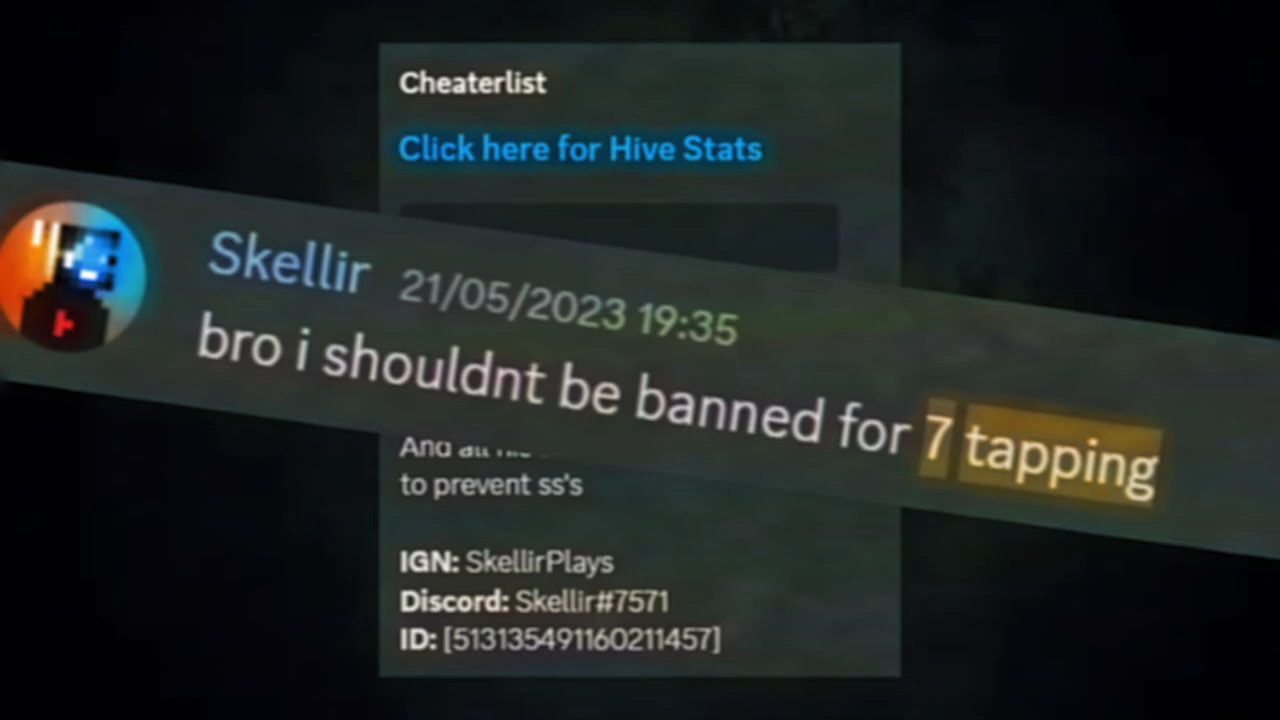 Cheaterlist
Click here for Hive Stats
Skellir 21/05/2023 19:35
bro i shouldnt be banned for 7 tapping
And
to prevent ss's
IGN: SkellirPlays
Discord: Skellir#7571
ID: [513135491160211457]